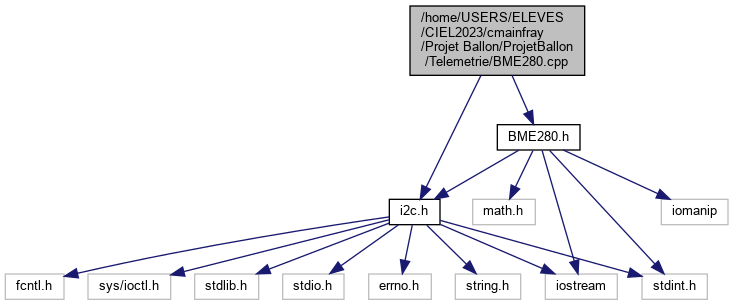 /home/USERS/ELEVES
/CIEL2023/cmainfray
/Projet Ballon/ProjetBallon
/Telemetrie/BME280.cpp
BME280.h
i2c.h
math.h
iomanip
fcntl.h
sys/ioctl.h
stdlib.h
stdio.h
errno.h
string.h
iostream
stdint.h